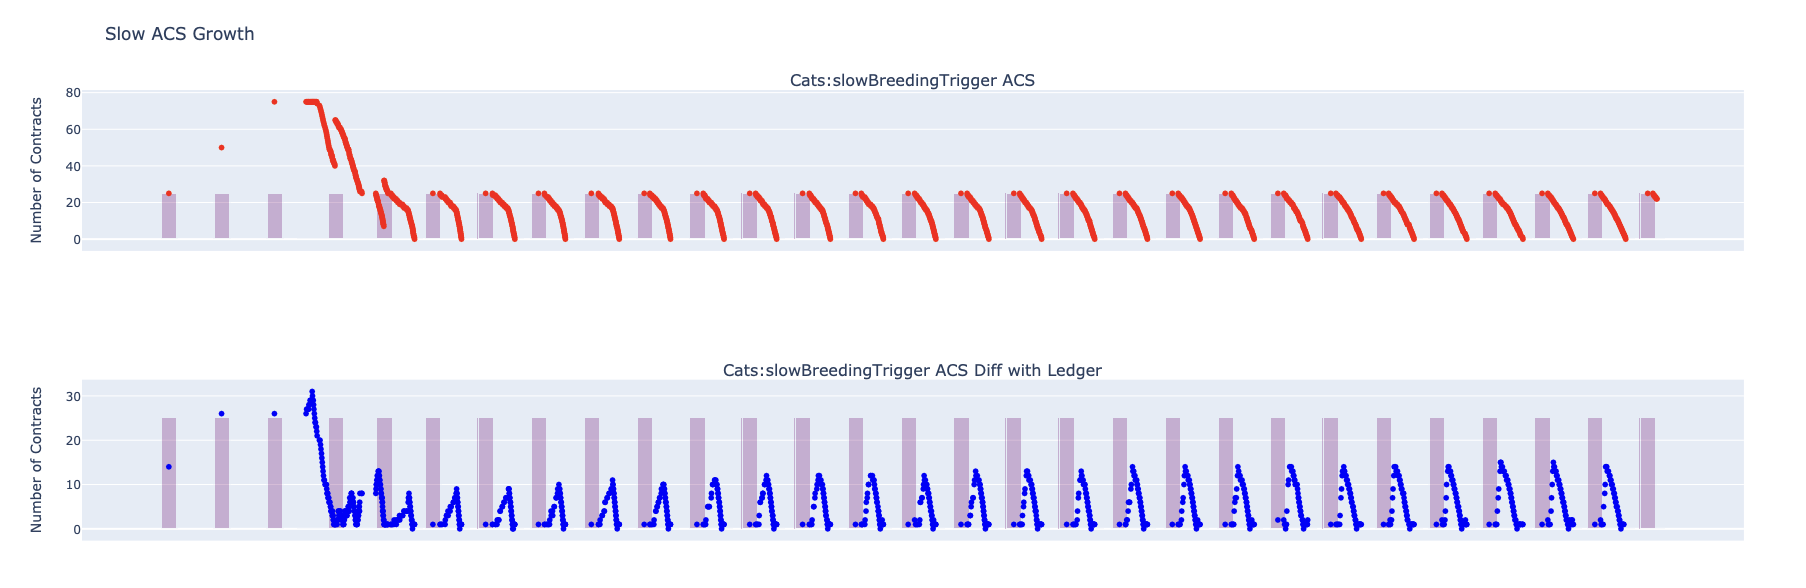 Slow ACS Growth
Cats:slowBreedingTrigger ACS
Number of Contracts
80
60
40
20
0
Cats:slowBreedingTrigger ACS Diff with Ledger
Number of Contracts
30
20
10
0